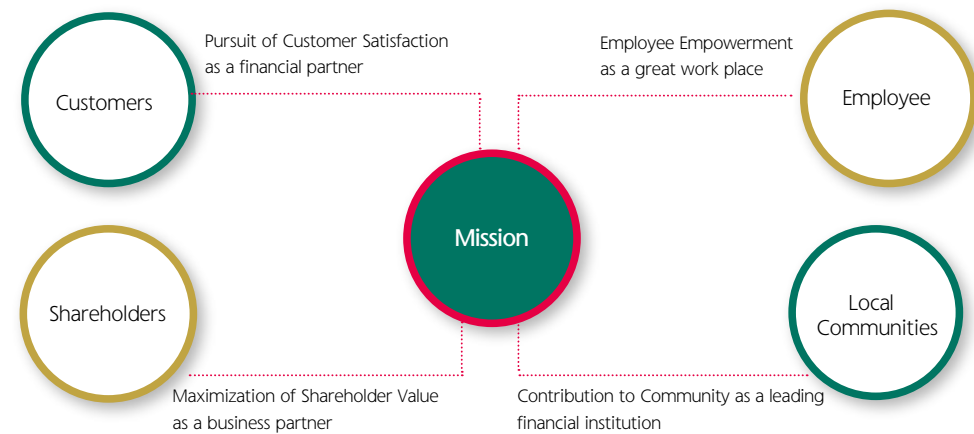 Pursuit of Customer Satisfaction
as a financial partner
Employee Empowerment
as a great work place
Customers
Employee
Mission
Shareholders
Local
Communities
Maximization of Shareholder Value
as a business partner
Contribution to Community as a leading
financial institution